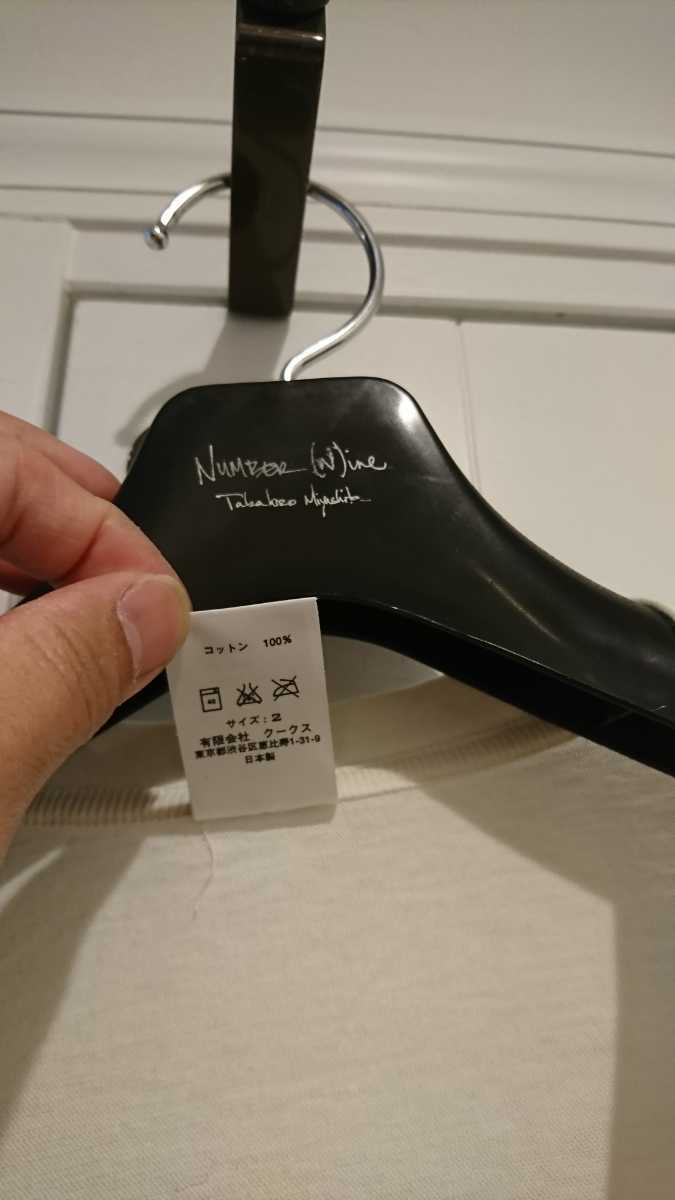 NUMBER (N)ine
Takahiro Miyashita
コットン 100%
40
サイズ：2
有限会社 クークス
東京都渋谷区恵比寿1-31-9
日本製